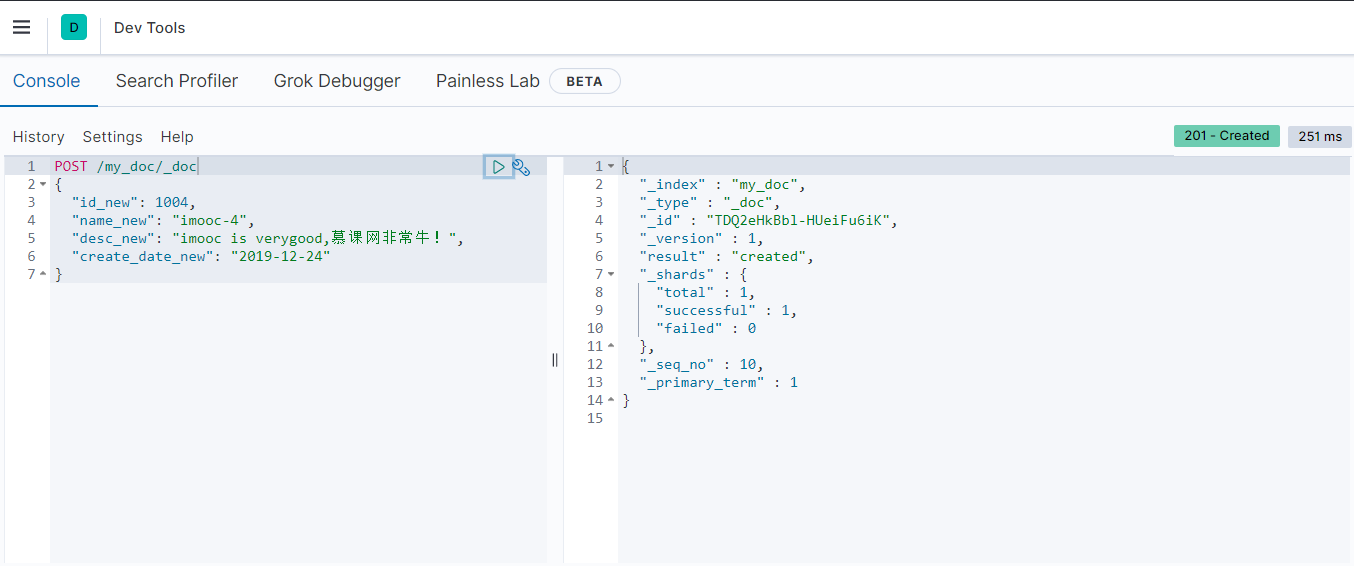 D Dev Tools
Console Search Profiler Grok Debugger Painless Lab BETA
History Settings Help 201 - Created 251 ms
1 POST /my_doc/_doc
2 {
3 "id_new": 1004,
4 "name_new": "imooc-4",
5 "desc_new": "imooc is verygood,慕课网非常牛！",
6 "create_date_new": "2019-12-24"
7 }
1 {
2 "_index" : "my_doc",
3 "_type" : "_doc",
4 "_id" : "TDQ2eHkBbl-HUeiFu6iK",
5 "_version" : 1,
6 "result" : "created",
7 "_shards" : {
8 "total" : 1,
9 "successful" : 1,
10 "failed" : 0
11 },
12 "_seq_no" : 10,
13 "_primary_term" : 1
14 }
15